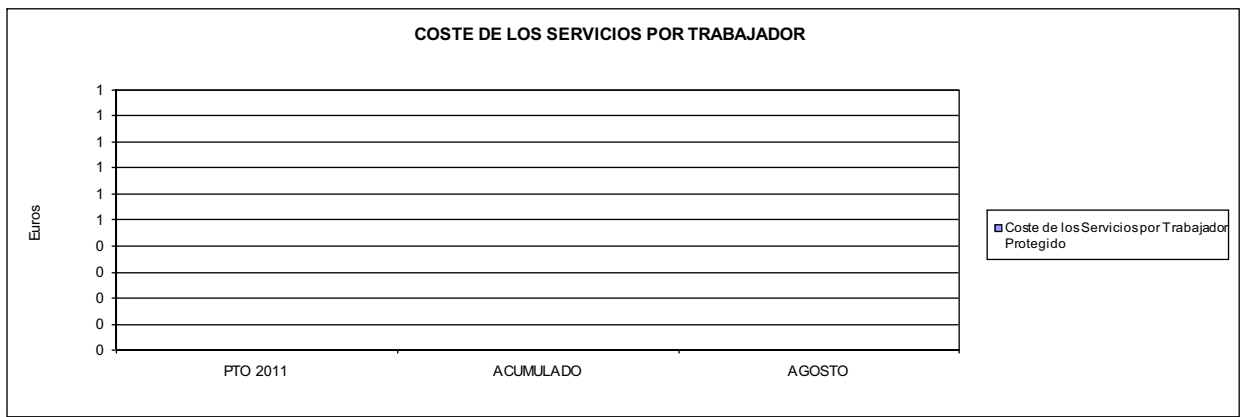 COSTE DE LOS SERVICIOS POR TRABAJADOR
1
1
1
1
1
1
0
0
0
0
0
Euros
PTO 2011
ACUMULADO
AGOSTO
Coste de los Servicios por Trabajador
Protegido